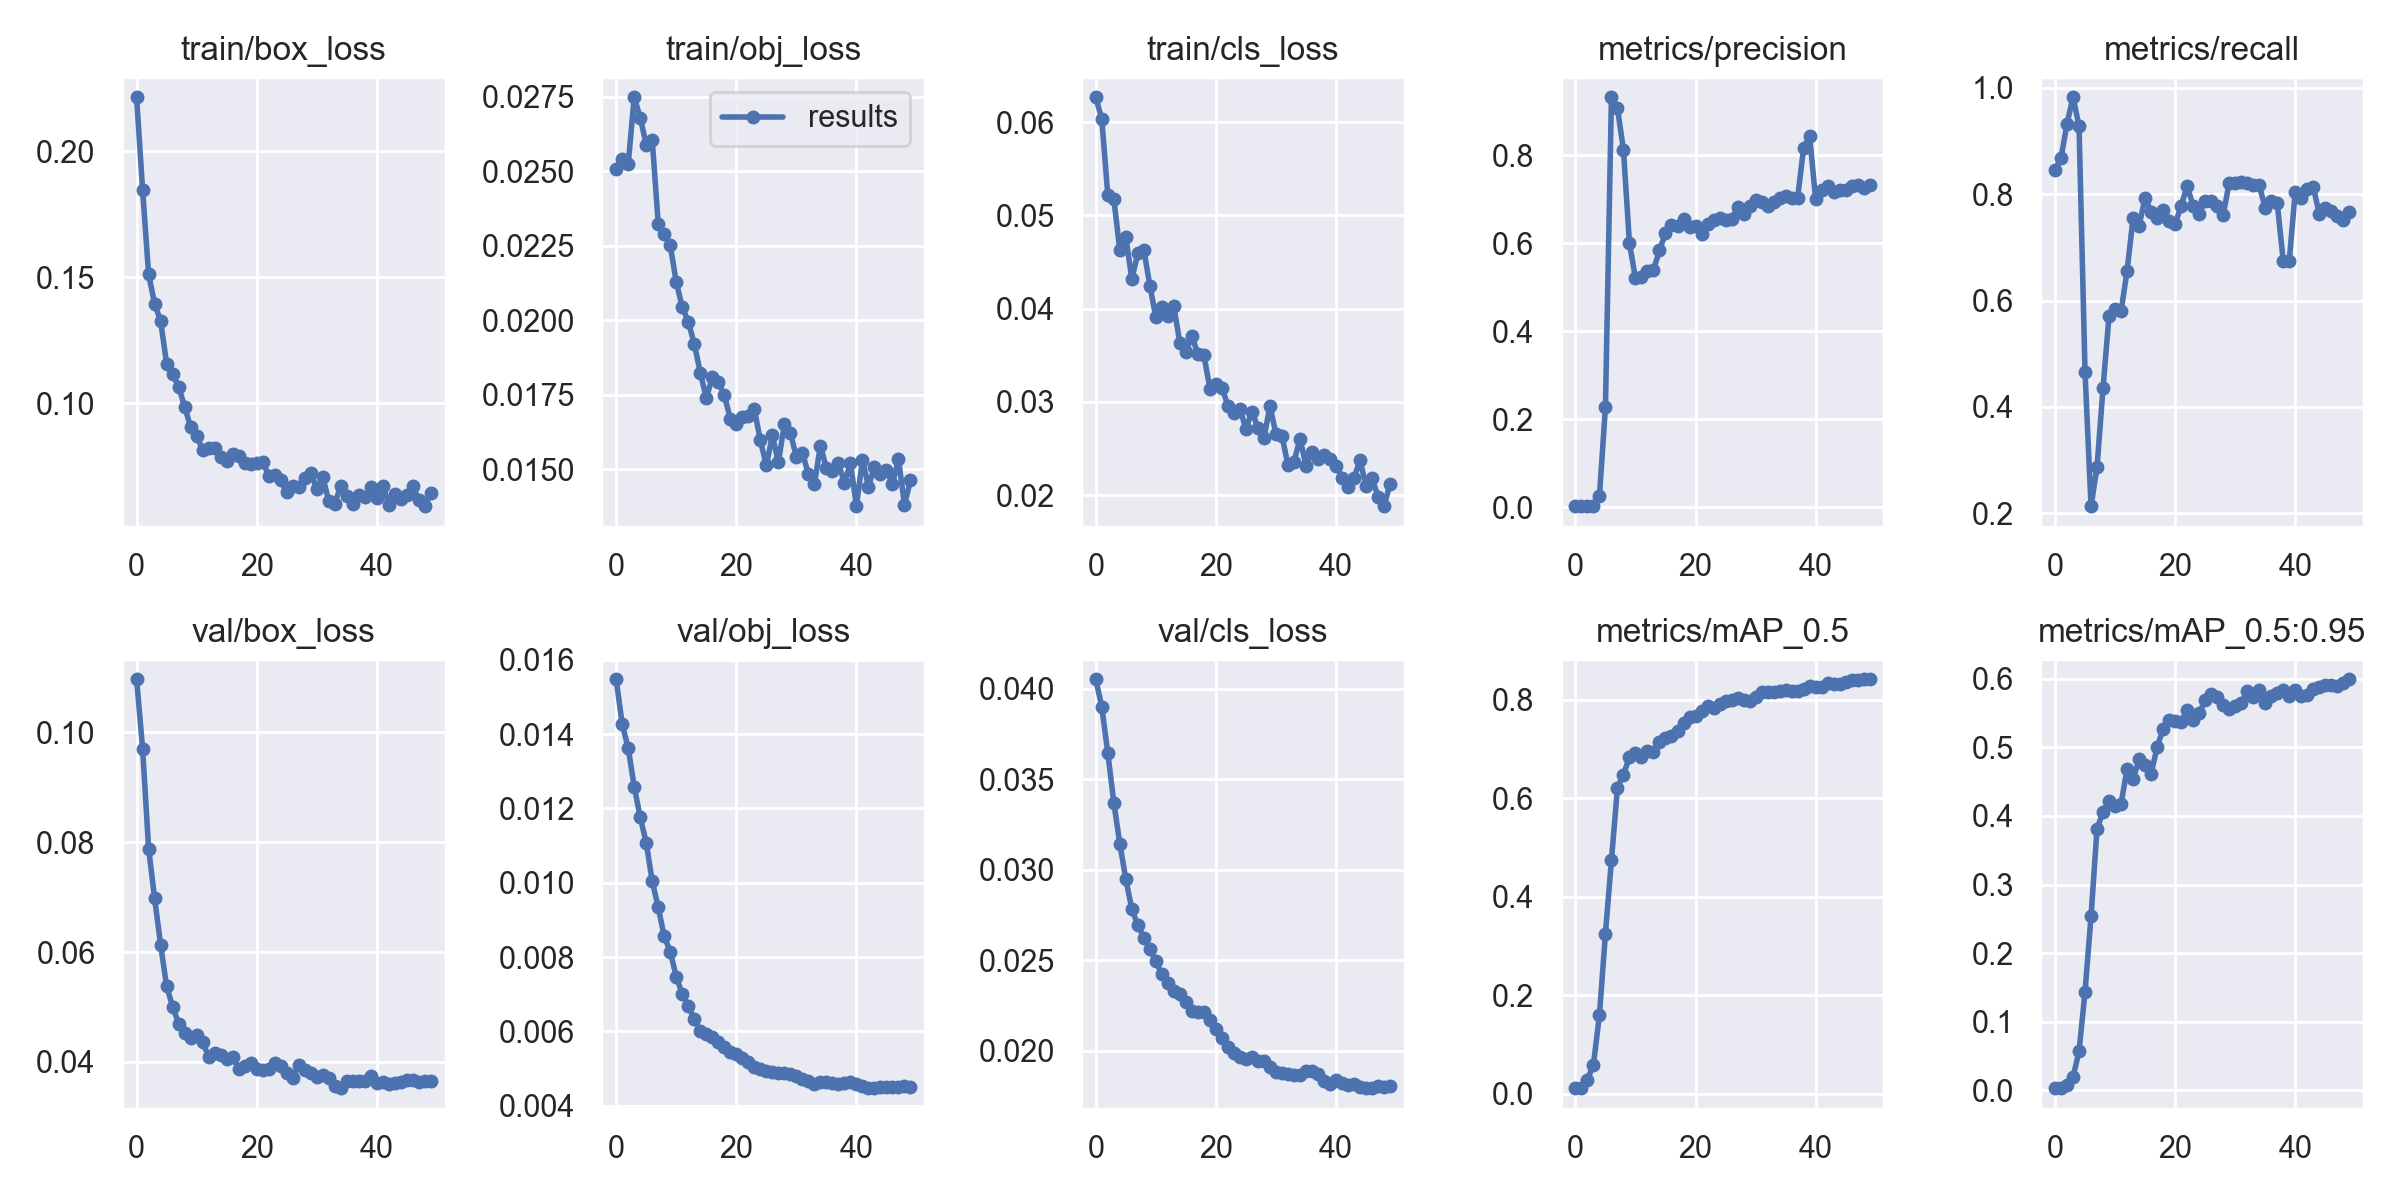 train/box_loss
0.20
0.15
0.10
0 20 40
train/obj_loss
results
0.0275
0.0250
0.0225
0.0200
0.0175
0.0150
0 20 40
train/cls_loss
0.06
0.05
0.04
0.03
0.02
0 20 40
metrics/precision
0.8
0.6
0.4
0.2
0.0
0 20 40
metrics/recall
1.0
0.8
0.6
0.4
0.2
0 20 40
val/box_loss
0.10
0.08
0.06
0.04
0 20 40
val/obj_loss
0.016
0.014
0.012
0.010
0.008
0.006
0.004
0 20 40
val/cls_loss
0.040
0.035
0.030
0.025
0.020
0 20 40
metrics/mAP_0.5
0.8
0.6
0.4
0.2
0.0
0 20 40
metrics/mAP_0.5:0.95
0.6
0.5
0.4
0.3
0.2
0.1
0.0
0 20 40